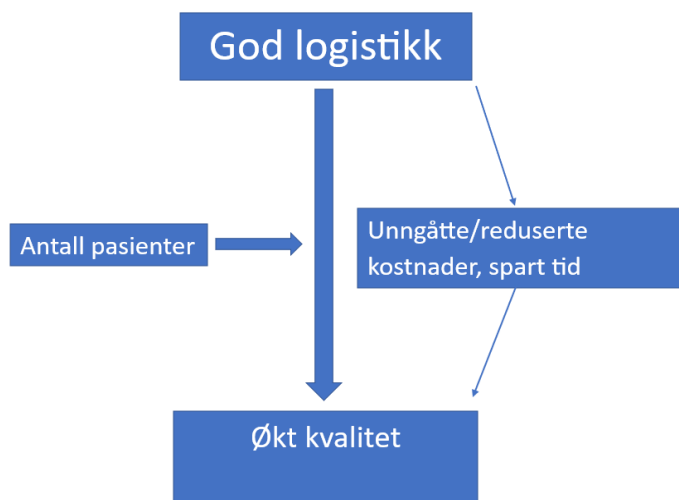 God logistikk
Antall pasienter
Unngåtte/reduserte
kostnader, spart tid
Økt kvalitet